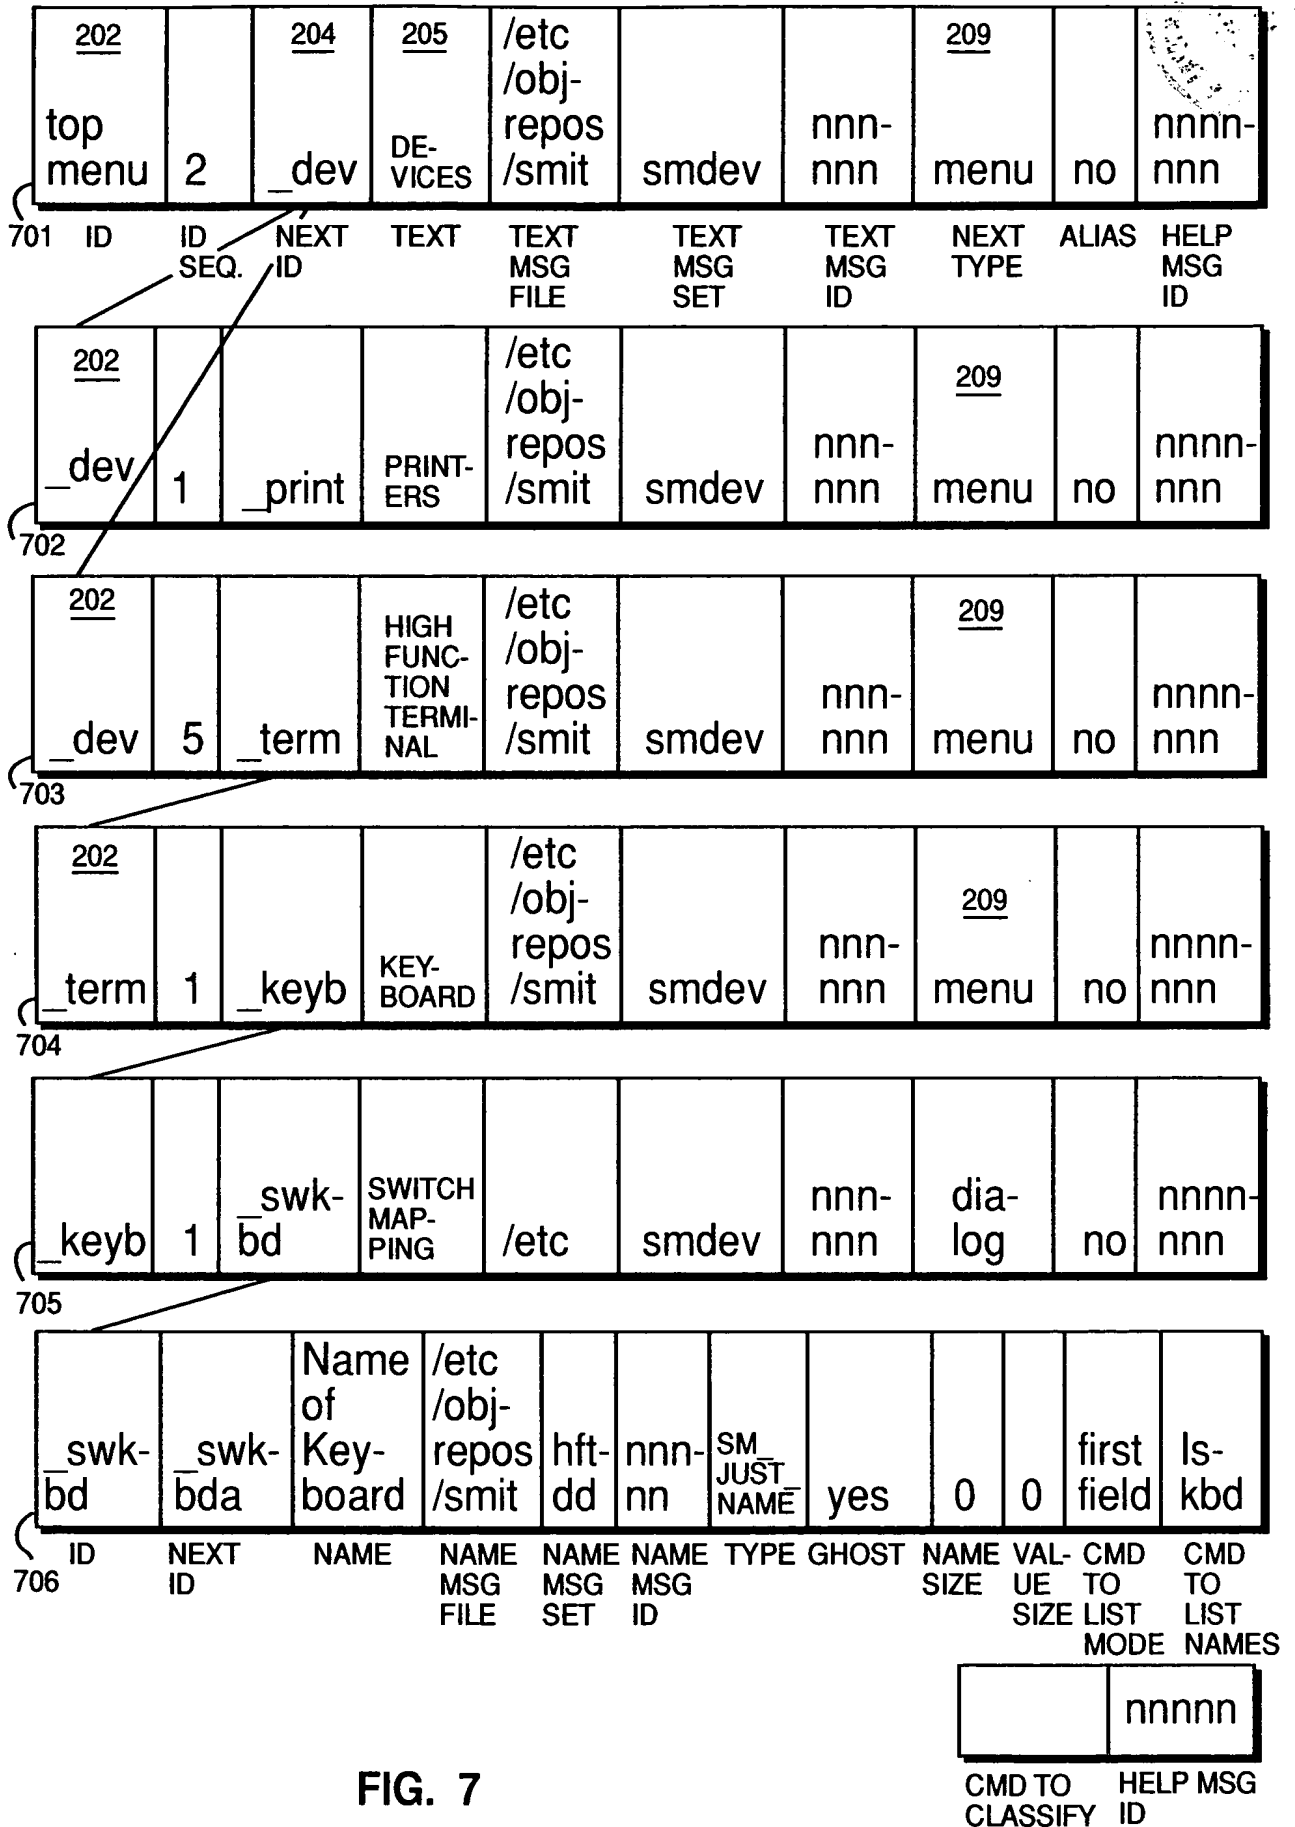 202 204 205 /etc 209
/obj-
top DE- repos nnn- nnnn-
menu 2 _dev VICES /smit smdev nnn menu no nnn
701 ID ID NEXT TEXT TEXT TEXT TEXT NEXT ALIAS HELP
SEQ. ID MSG MSG MSG TYPE MSG
FILE SET ID ID
202 /etc 209
/obj-
_dev PRINT- repos nnn- nnnn-
1 _print ERS /smit smdev nnn menu no nnn
702
202 /etc 209
HIGH
FUNC- /obj-
TION
TERMI- repos nnn- nnnn-
_dev 5 _term NAL /smit smdev nnn menu no nnn
703
202 /etc
/obj- 209
KEY- repos nnn- nnnn-
_term 1 _keyb BOARD /smit smdev nnn menu no nnn
704
_swk- SWITCH nnn- dia- nnnn-
MAP-
_keyb 1 bd PING /etc smdev nnn log no nnn
705
Name /etc
of /obj-
_swk- _swk- Key- repos hft- nnn- SM_ first ls-
JUST_
bd bda board /smit dd nn NAME yes 0 0 field kbd
706 ID NEXT NAME NAME NAME NAME TYPE GHOST NAME VAL- CMD CMD
ID MSG MSG MSG SIZE UE TO TO
FILE SET ID SIZE LIST LIST
MODE NAMES
nnnnn
FIG. 7
CMD TO HELP MSG
CLASSIFY ID